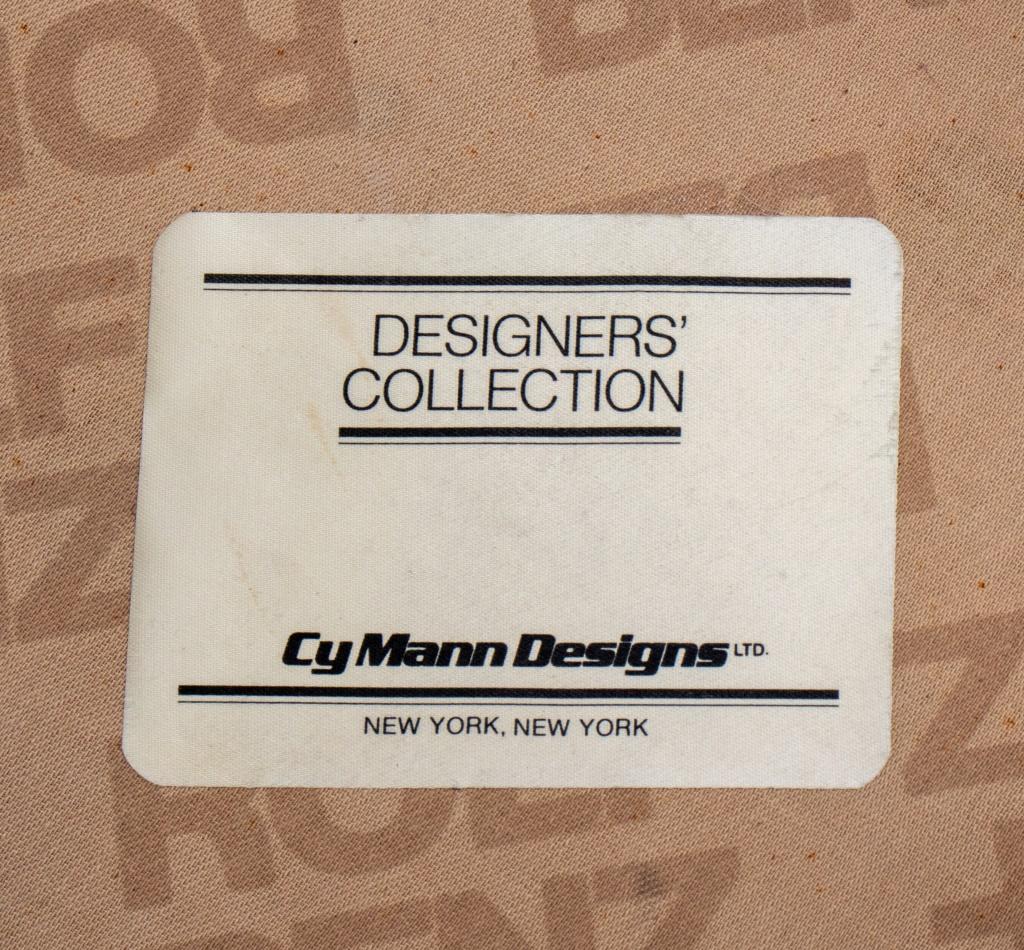 DESIGNERS'
COLLECTION
Cy Mann Designs LTD.
NEW YORK, NEW YORK